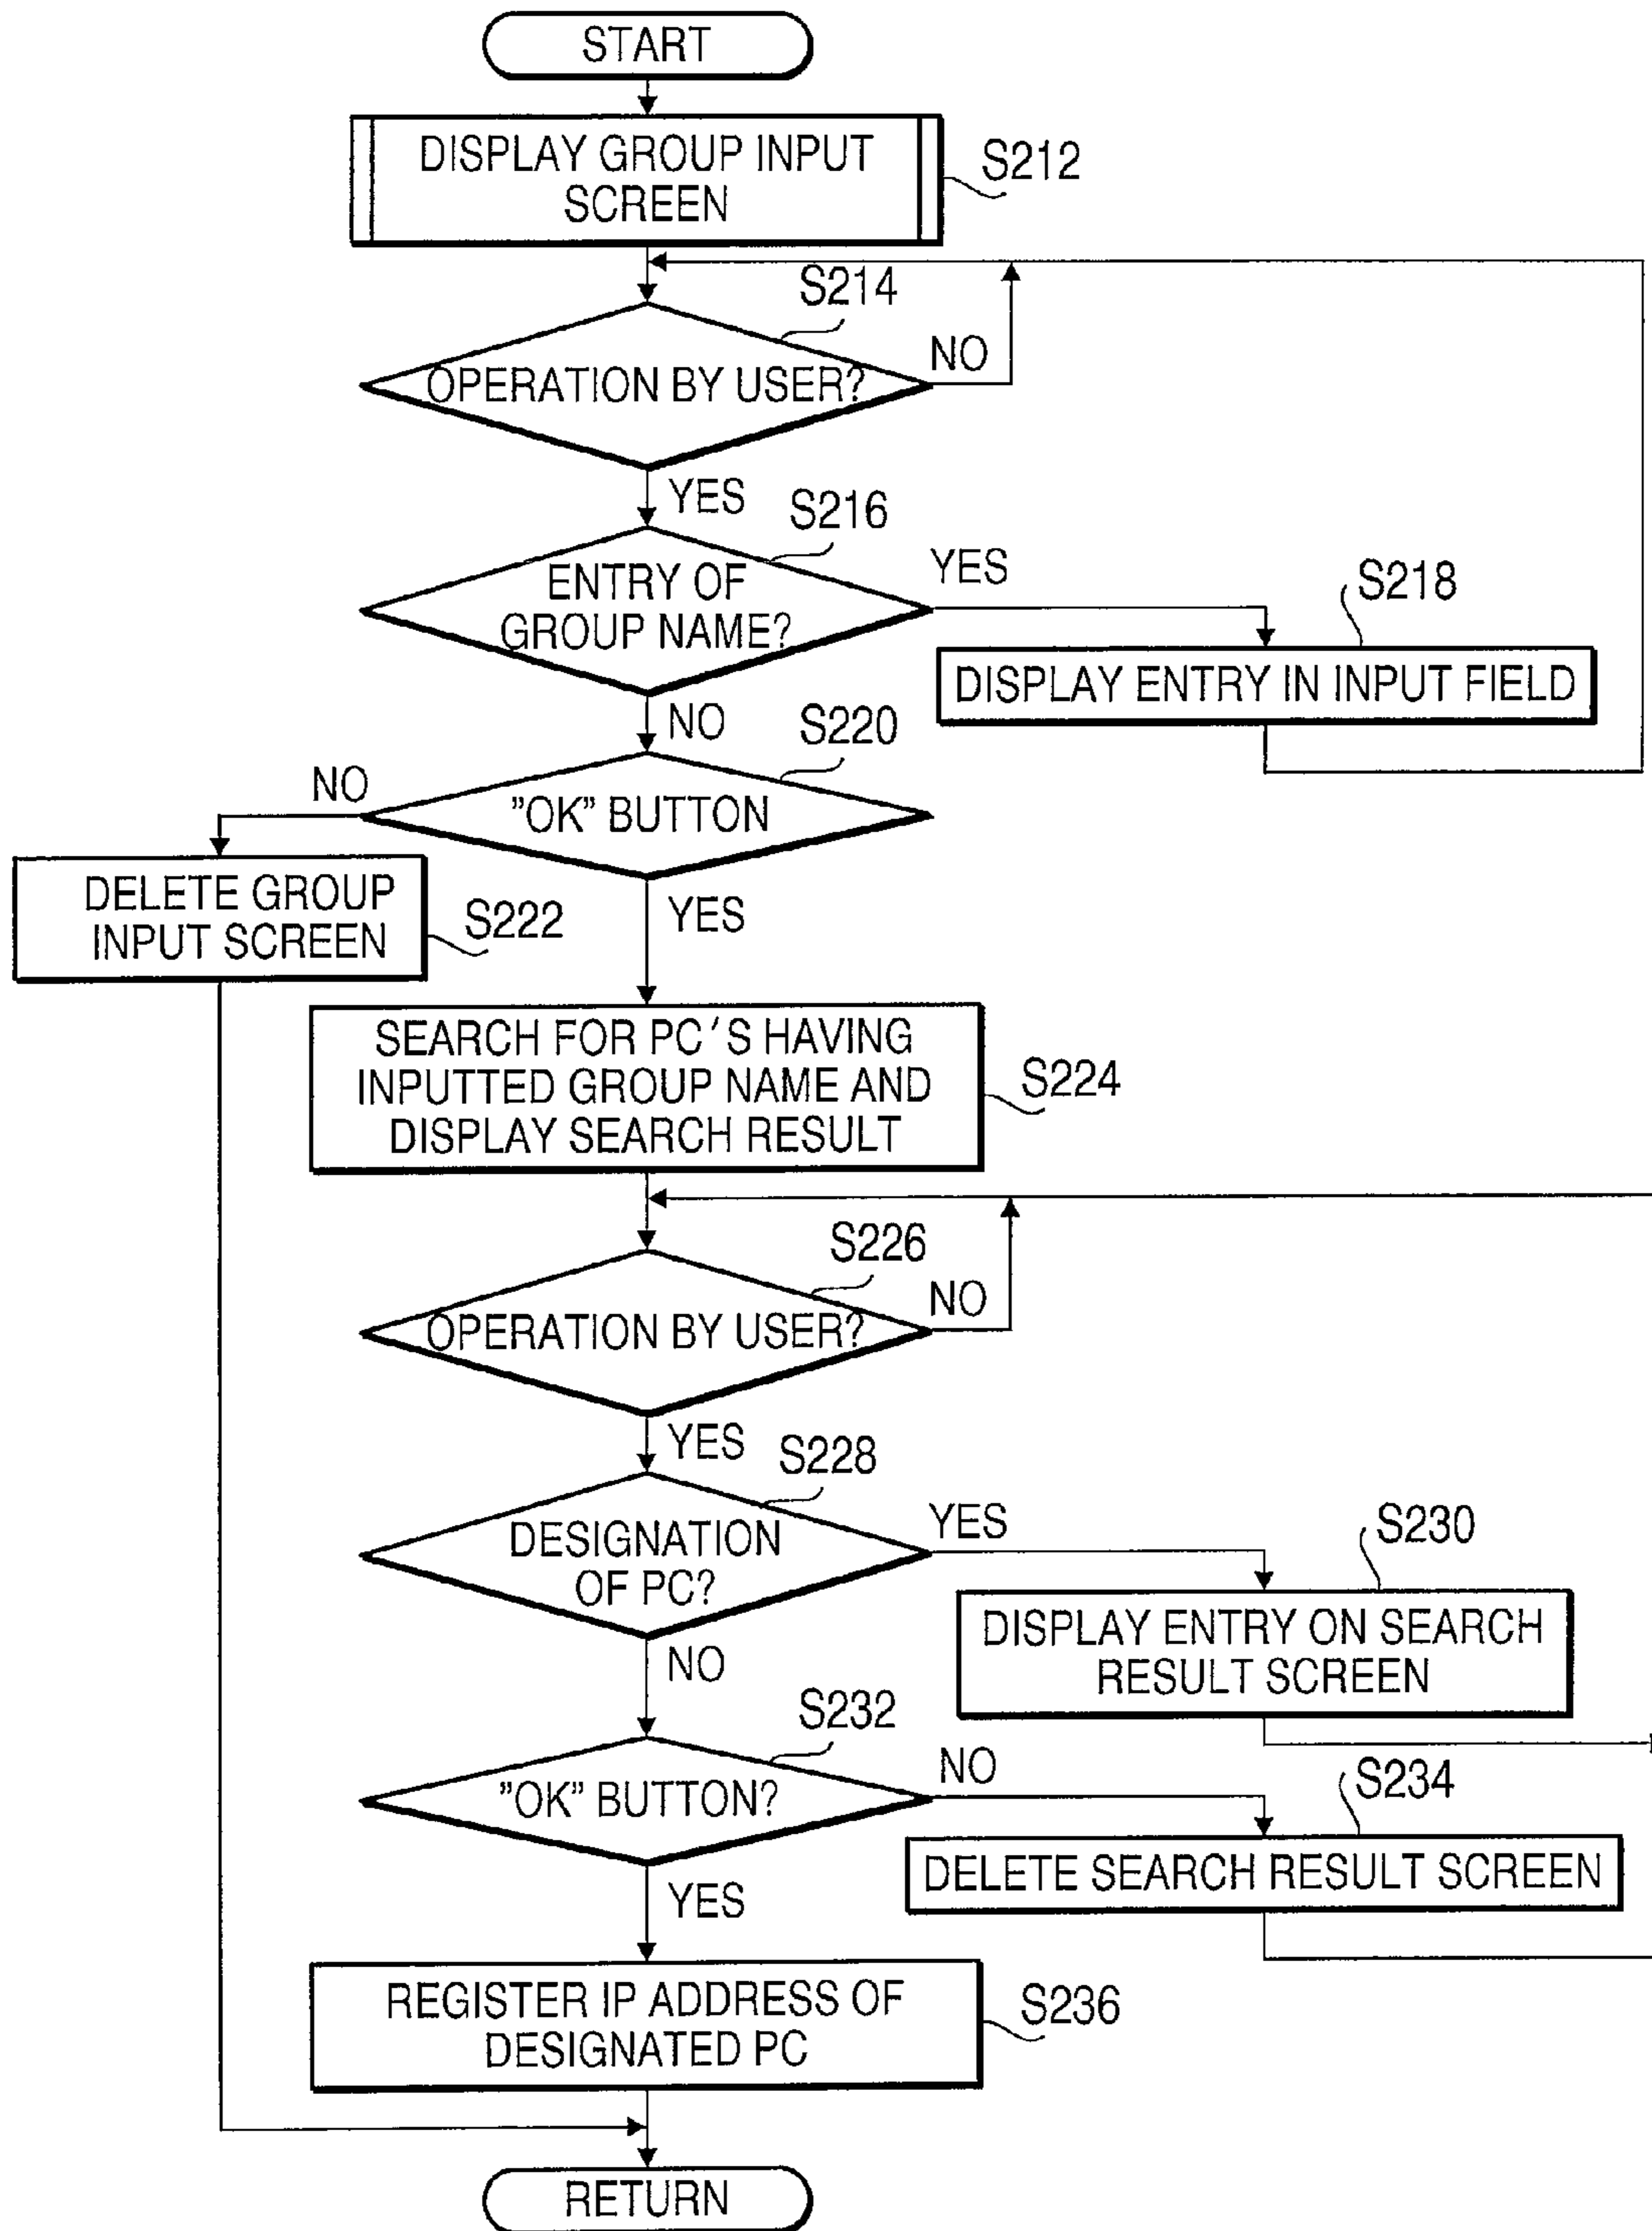 START
DISPLAY GROUP INPUT
SCREEN
S212
S214
OPERATION BY USER?
NO
YES
S216
ENTRY OF
GROUP NAME?
YES
S218
DISPLAY ENTRY IN INPUT FIELD
NO
S220
"OK" BUTTON
NO
DELETE GROUP
INPUT SCREEN
S222
YES
SEARCH FOR PC'S HAVING
INPUTTED GROUP NAME AND
DISPLAY SEARCH RESULT
S224
S226
OPERATION BY USER?
NO
YES
S228
DESIGNATION
OF PC?
YES
S230
DISPLAY ENTRY ON SEARCH
RESULT SCREEN
NO
S232
"OK" BUTTON?
NO
S234
DELETE SEARCH RESULT SCREEN
YES
REGISTER IP ADDRESS OF
DESIGNATED PC
S236
RETURN